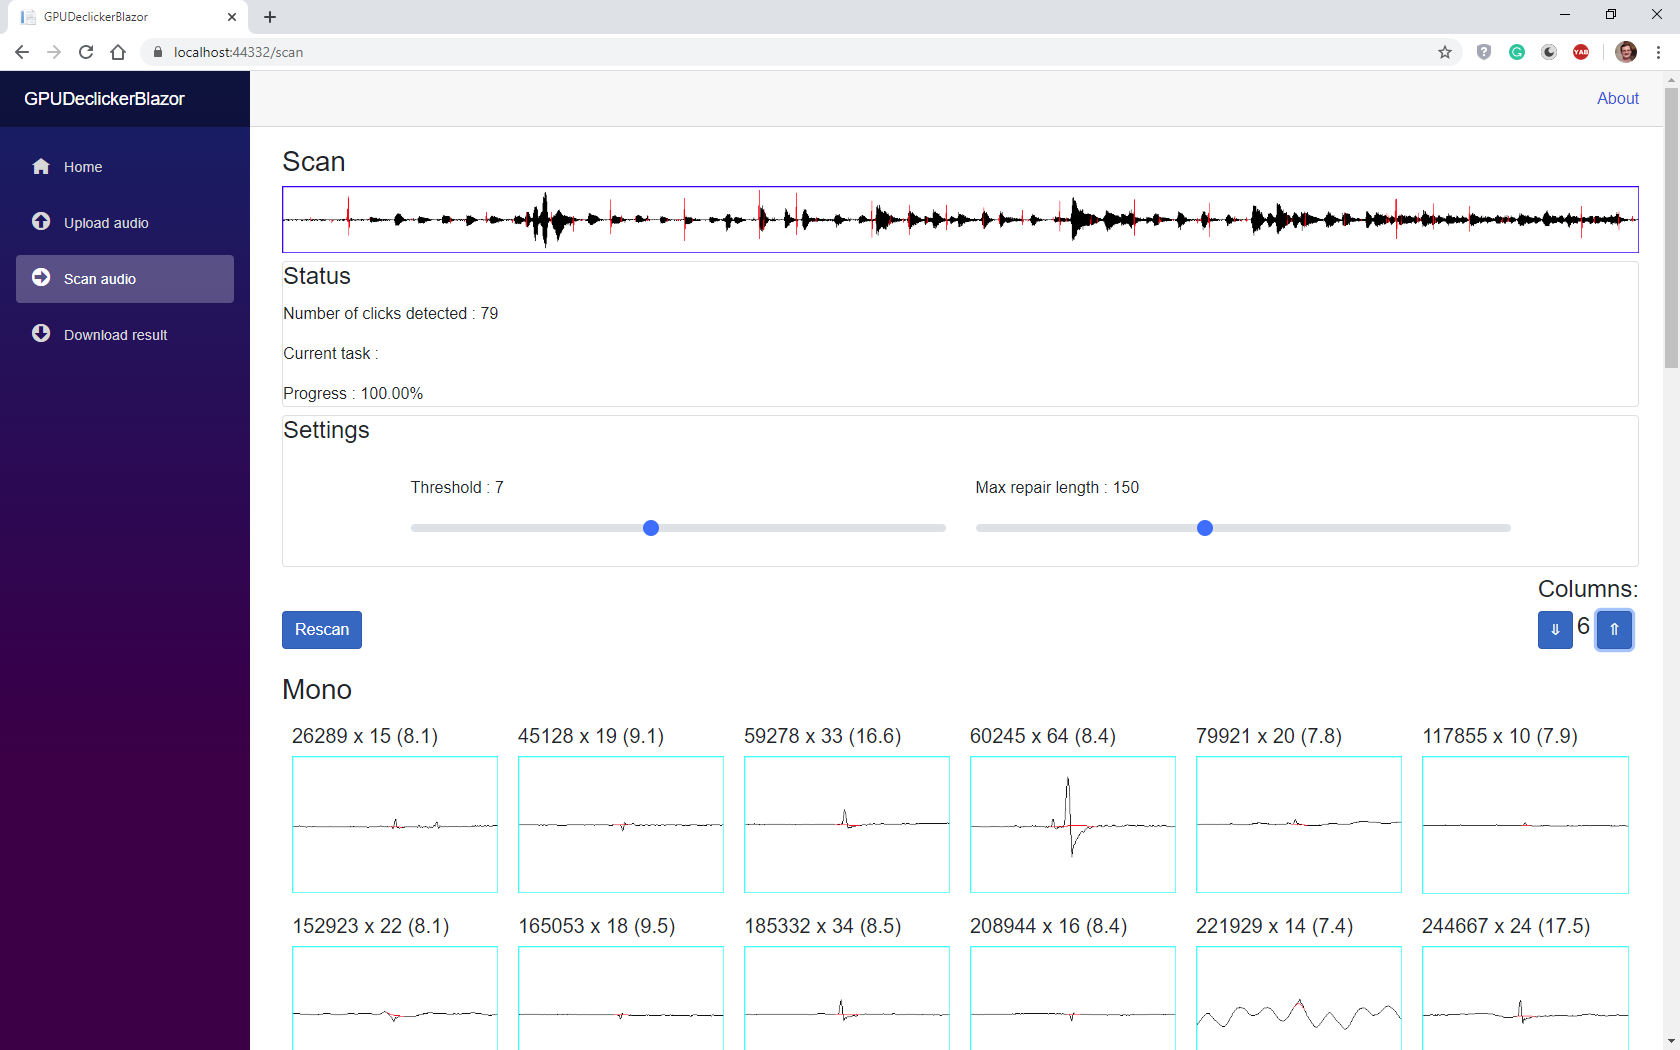 GPUDeclickerBlazor
localhost:44332/scan
YAB
GPUDeclickerBlazor
About
Home
Upload audio
Scan audio
Download result
Scan
Status
Number of clicks detected : 79
Current task :
Progress : 100.00%
Settings
Threshold : 7
Max repair length : 150
Columns:
Rescan
⇓ 6 ⇑
Mono
26289 x 15 (8.1) 45128 x 19 (9.1) 59278 x 33 (16.6) 60245 x 64 (8.4) 79921 x 20 (7.8) 117855 x 10 (7.9)
152923 x 22 (8.1) 165053 x 18 (9.5) 185332 x 34 (8.5) 208944 x 16 (8.4) 221929 x 14 (7.4) 244667 x 24 (17.5)